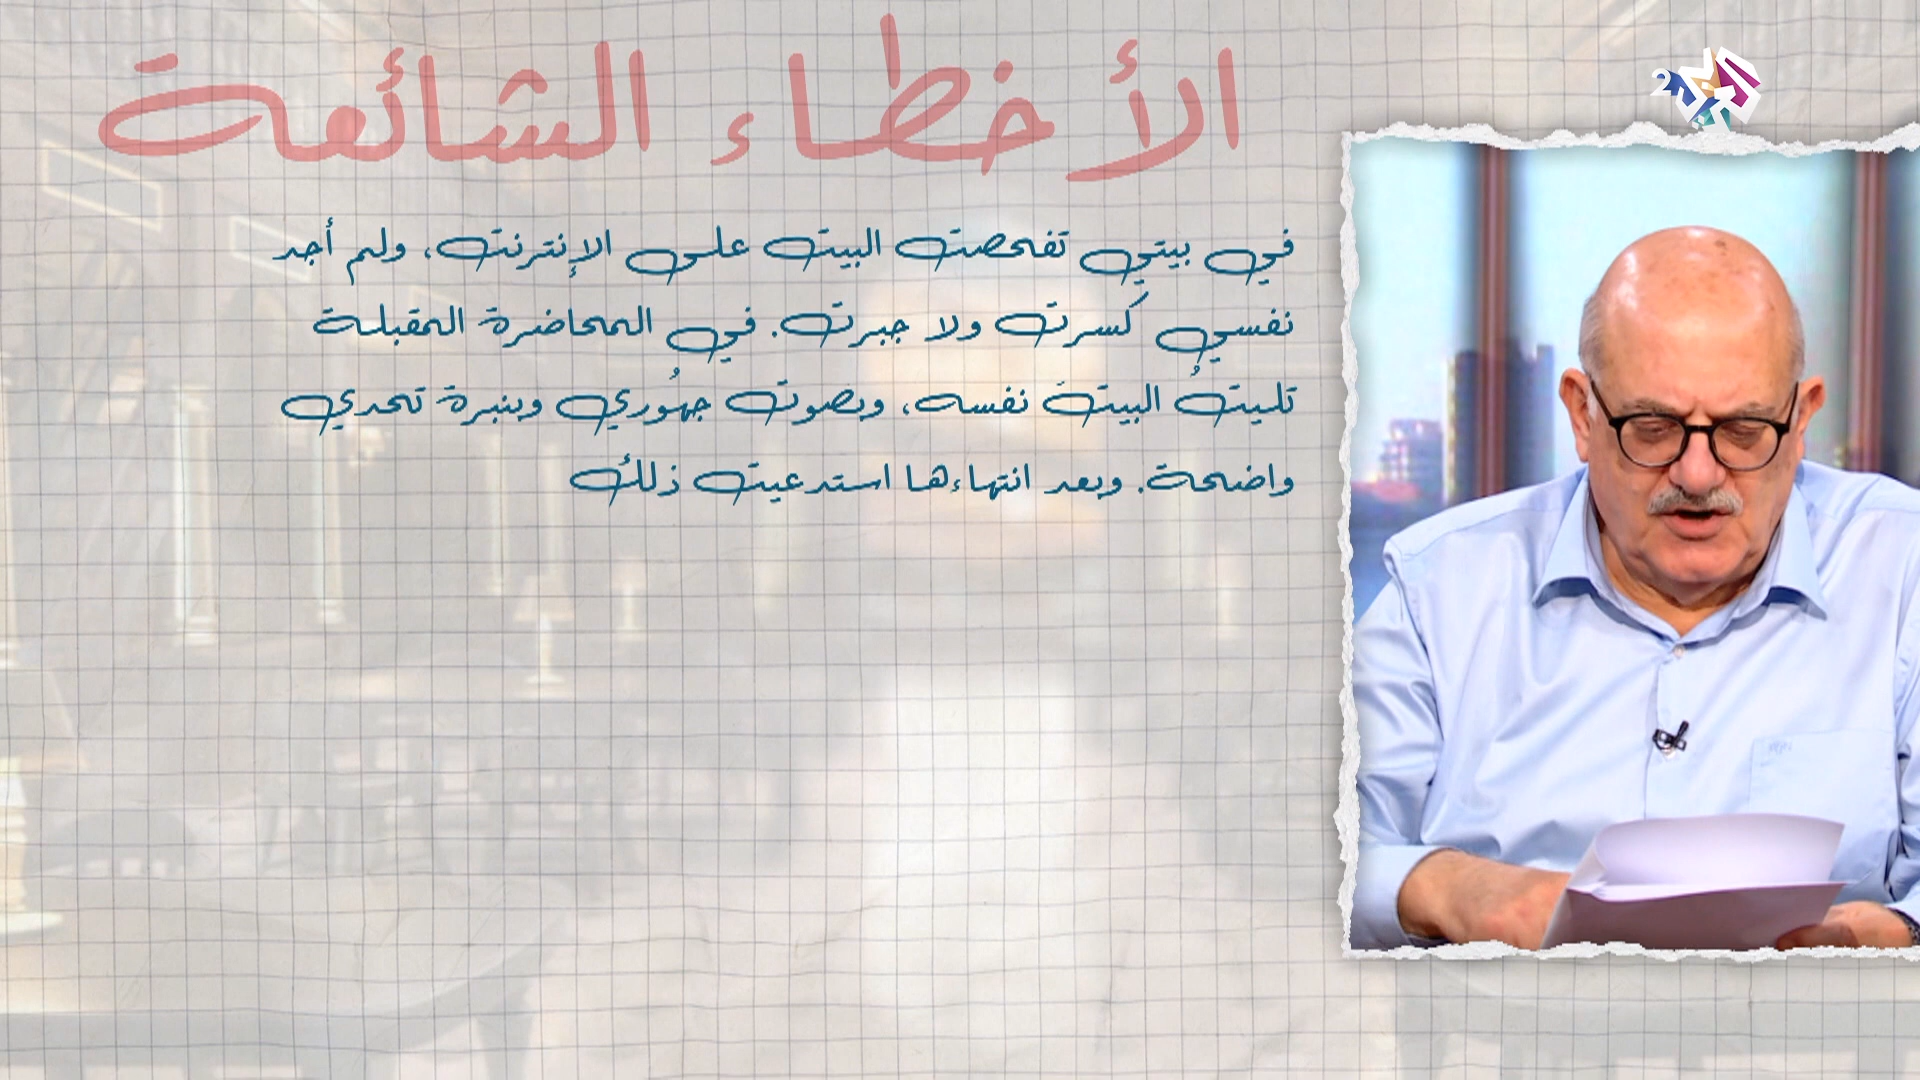 الأخطاء الشائعة
في بيتي تفحصت البيت على الإنترنت، ولم أجد
نفسي كسرت ولا جبرت. في المحاضرة المقبلة
تليتُ البيتَ نفسه، وبصوت جهُوري وبنبرة تحدي
واضحة. وبعد انتهاءها استدعيت ذلك